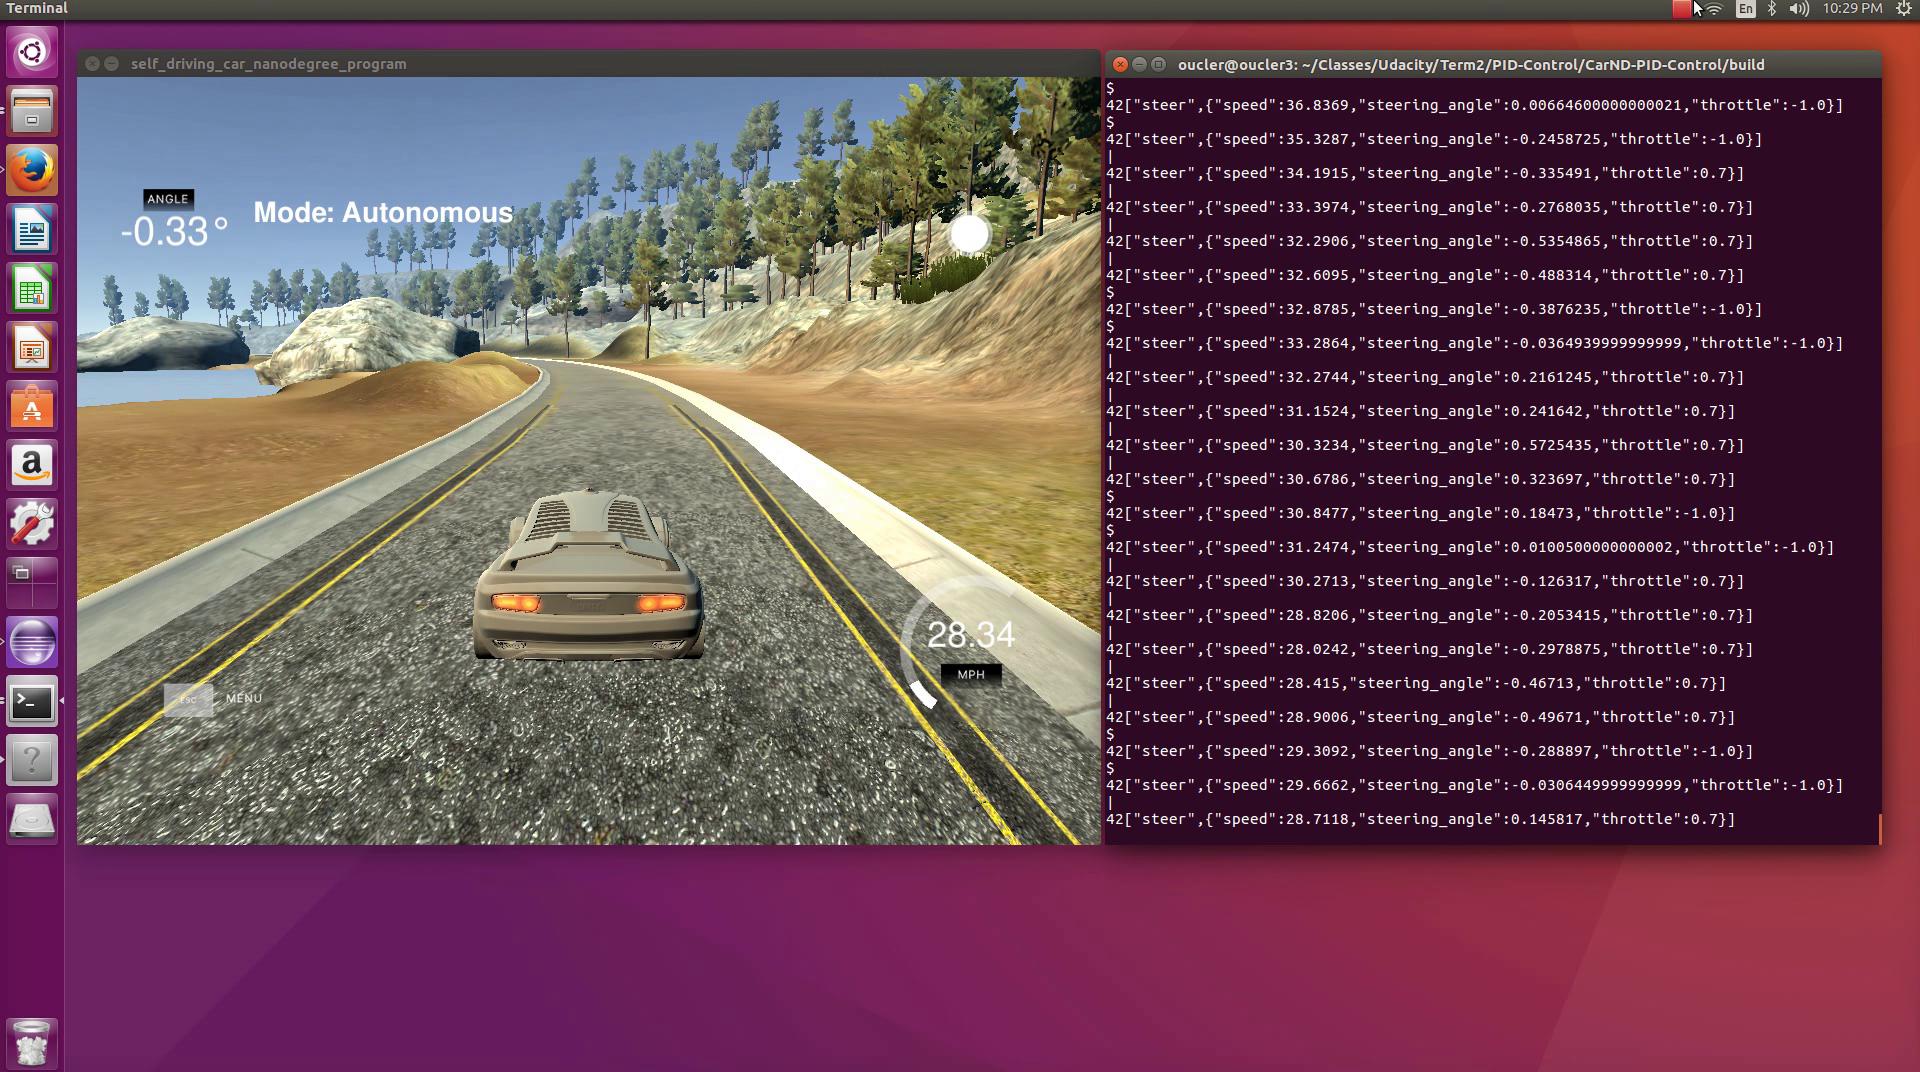 Terminal
En
10:29 PM
self_driving_car_nanodegree_program
ANGLE
-0.33°
Mode: Autonomous
28.34
MPH
ESC
MENU
oucler@oucler3: ~/Classes/Udacity/Term2/PID-Control/CarND-PID-Control/build
$
42["steer",{"speed":36.8369,"steering_angle":0.00664600000000021,"throttle":-1.0}]
$
42["steer",{"speed":35.3287,"steering_angle":-0.2458725,"throttle":-1.0}]
|
42["steer",{"speed":34.1915,"steering_angle":-0.335491,"throttle":0.7}]
|
42["steer",{"speed":33.3974,"steering_angle":-0.2768035,"throttle":0.7}]
|
42["steer",{"speed":32.2906,"steering_angle":-0.5354865,"throttle":0.7}]
|
42["steer",{"speed":32.6095,"steering_angle":-0.488314,"throttle":0.7}]
$
42["steer",{"speed":32.8785,"steering_angle":-0.3876235,"throttle":-1.0}]
$
42["steer",{"speed":33.2864,"steering_angle":-0.0364939999999999,"throttle":-1.0}]
|
42["steer",{"speed":32.2744,"steering_angle":0.2161245,"throttle":0.7}]
|
42["steer",{"speed":31.1524,"steering_angle":0.241642,"throttle":0.7}]
|
42["steer",{"speed":30.3234,"steering_angle":0.5725435,"throttle":0.7}]
|
42["steer",{"speed":30.6786,"steering_angle":0.323697,"throttle":0.7}]
$
42["steer",{"speed":30.8477,"steering_angle":0.18473,"throttle":-1.0}]
$
42["steer",{"speed":31.2474,"steering_angle":0.0100500000000002,"throttle":-1.0}]
|
42["steer",{"speed":30.2713,"steering_angle":-0.126317,"throttle":0.7}]
|
42["steer",{"speed":28.8206,"steering_angle":-0.2053415,"throttle":0.7}]
|
42["steer",{"speed":28.0242,"steering_angle":-0.2978875,"throttle":0.7}]
|
42["steer",{"speed":28.415,"steering_angle":-0.46713,"throttle":0.7}]
|
42["steer",{"speed":28.9006,"steering_angle":-0.49671,"throttle":0.7}]
$
42["steer",{"speed":29.3092,"steering_angle":-0.288897,"throttle":-1.0}]
$
42["steer",{"speed":29.6662,"steering_angle":-0.0306449999999999,"throttle":-1.0}]
|
42["steer",{"speed":28.7118,"steering_angle":0.145817,"throttle":0.7}]